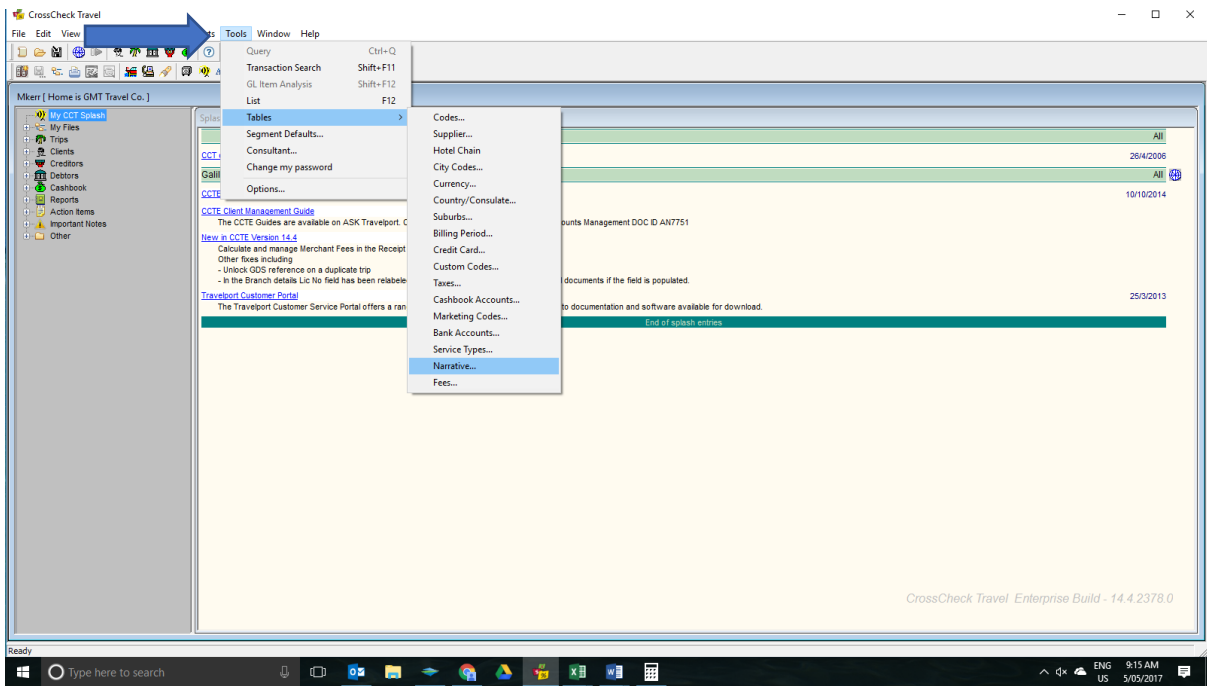 CrossCheck Travel
File Edit View ts Tools Window Help
Query Ctrl+Q
Transaction Search Shift+F11
GL Item Analysis Shift+F12
List F12
Tables
Segment Defaults...
Consultant...
Change my password
Options...
Codes...
Supplier...
Hotel Chain
City Codes...
Currency...
Country/Consulate...
Suburbs...
Billing Period...
Credit Card...
Custom Codes...
Taxes...
Cashbook Accounts...
Marketing Codes...
Bank Accounts...
Service Types...
Narrative...
Fees...
Mkerr [ Home is GMT Travel Co. ]
My CCT Splash
My Files
Trips
Clients
Creditors
Debtors
Cashbook
Reports
Action Items
Important Notes
Other
Splas
All
CCT 26/4/2006
Galil All
CCTE 10/10/2014
CCTE Client Management Guide
The CCTE Guides are available on ASK Travelport. C ounts Management DOC ID AN7751
New in CCTE Version 14.4
Calculate and manage Merchant Fees in the Receipt
Other fixes including
- Unlock GDS reference on a duplicate trip
- In the Branch details Lic No field has been relabele d documents if the field is populated.
Travelport Customer Portal 25/3/2013
The Travelport Customer Service Portal offers a ran to documentation and software available for download.
End of splash entries
CrossCheck Travel Enterprise Build - 14.4.2378.0
Ready
Type here to search
ENG 9:15 AM
US 5/05/2017